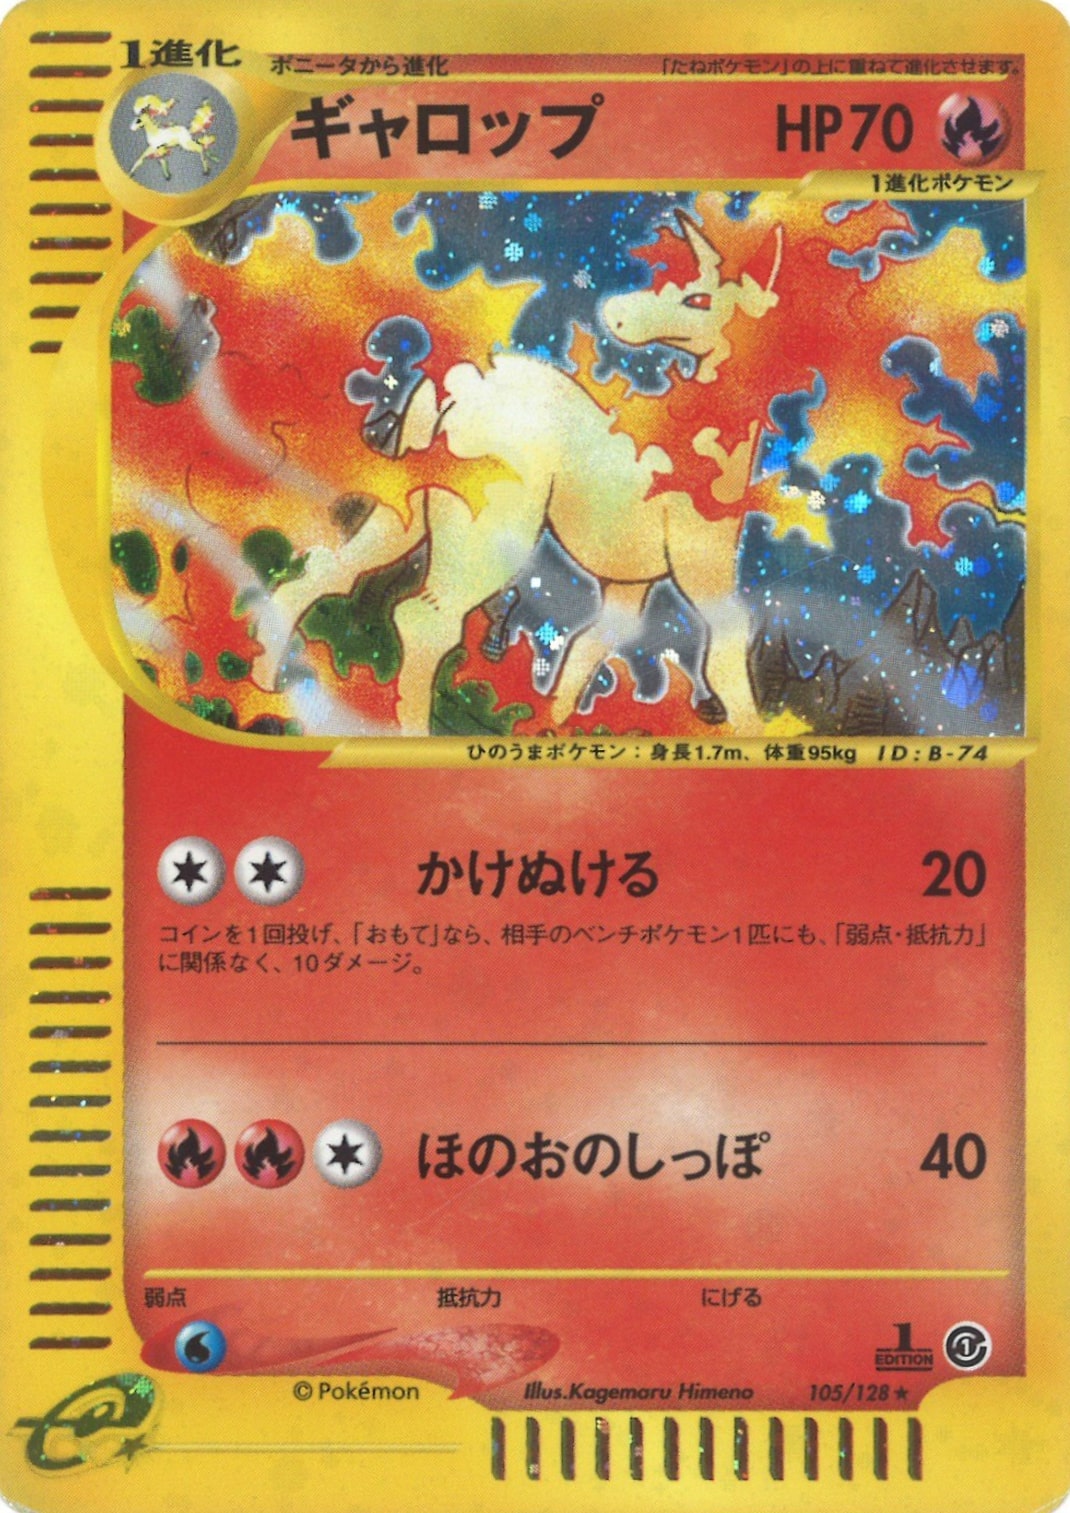 1進化
ポニータから進化
「たねポケモン」の上に重ねて進化させます。
ギャロップ
HP70
1進化ポケモン
ひのうまポケモン：身長1.7m、体重95kg ID:B-74
かけぬける 20
コインを1回投げ、「おもて」なら、相手のベンチポケモン1匹にも、「弱点・抵抗力」
に関係なく、10ダメージ。
ほのおのしっぽ 40
弱点 抵抗力 にげる
1
EDITION
1
© Pokémon
Illus.Kagemaru Himeno
105/128★
e